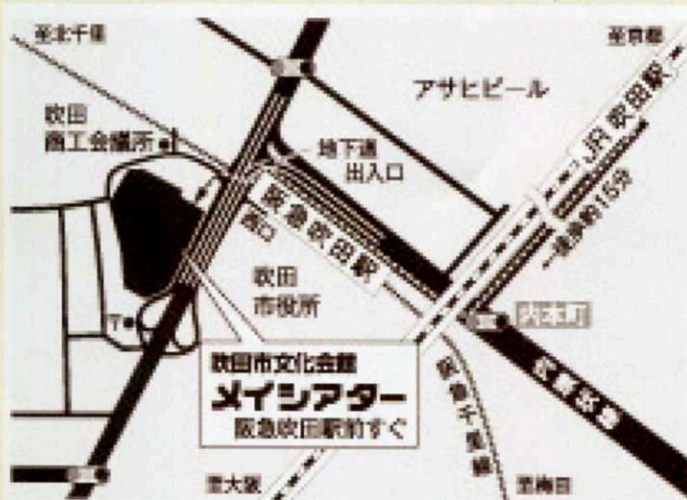 至北千里
至京都
アサヒビール
JR吹田駅
吹田
商工会議所
地下道
出入口
徒歩約15分
阪急吹田駅
西口
吹田
市役所
〒
内本町
吹田市文化会館
メイシアター
阪急吹田駅前すぐ
阪急千里線
至大阪
至梅田